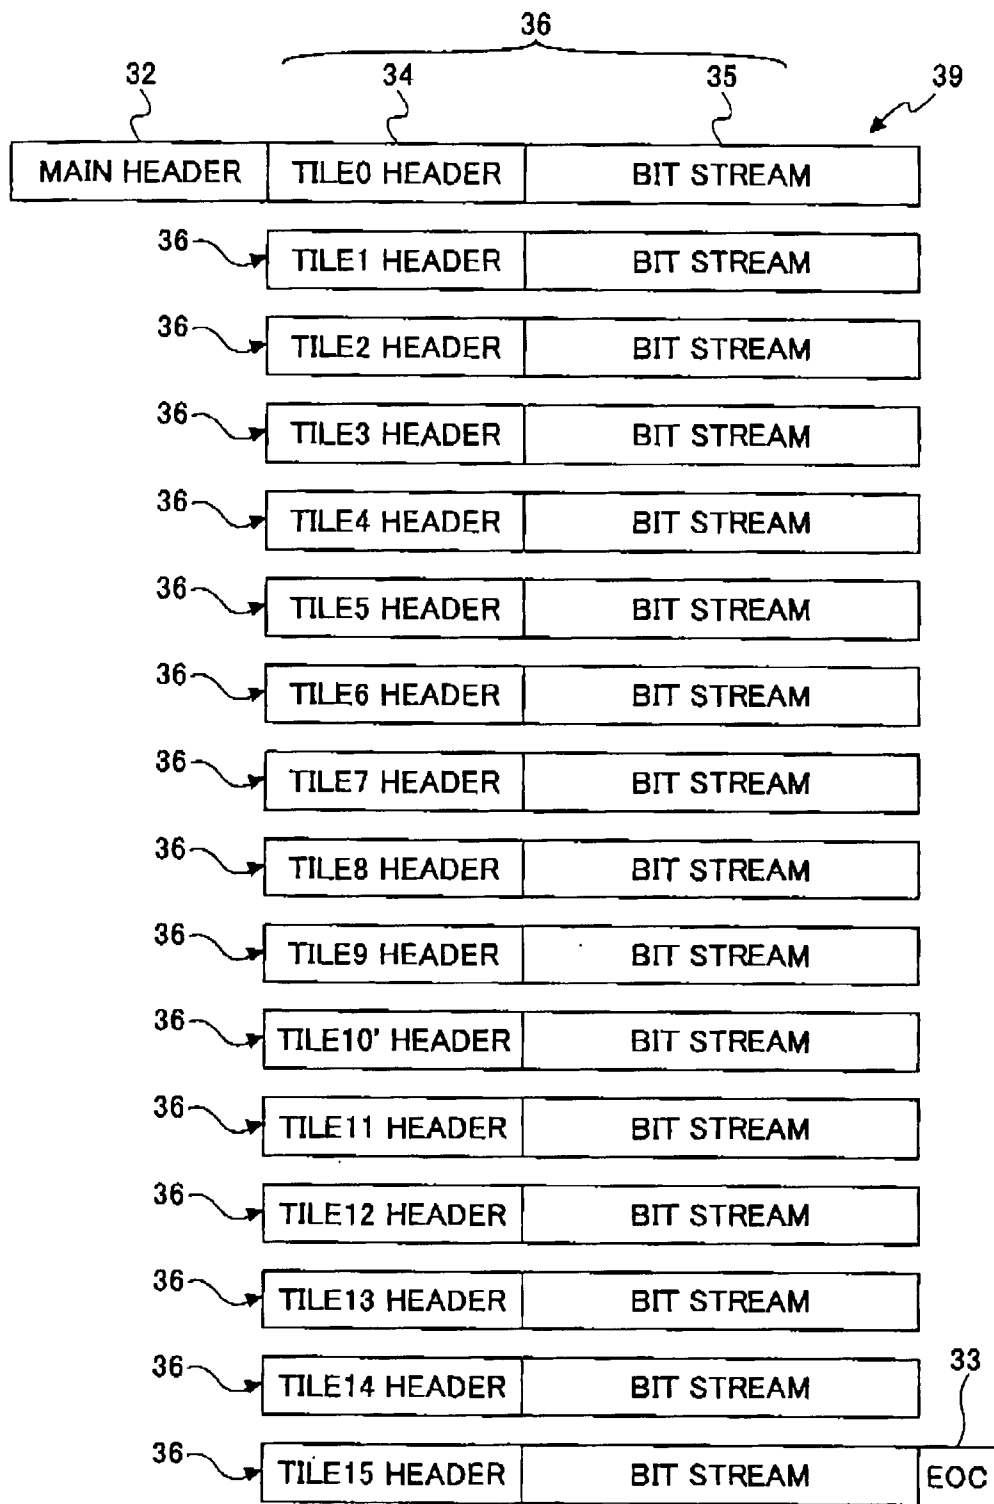 36
32 34 35 39
MAIN HEADER TILE0 HEADER BIT STREAM
36 TILE1 HEADER BIT STREAM
36 TILE2 HEADER BIT STREAM
36 TILE3 HEADER BIT STREAM
36 TILE4 HEADER BIT STREAM
36 TILE5 HEADER BIT STREAM
36 TILE6 HEADER BIT STREAM
36 TILE7 HEADER BIT STREAM
36 TILE8 HEADER BIT STREAM
36 TILE9 HEADER BIT STREAM
36 TILE10' HEADER BIT STREAM
36 TILE11 HEADER BIT STREAM
36 TILE12 HEADER BIT STREAM
36 TILE13 HEADER BIT STREAM
36 TILE14 HEADER BIT STREAM
33
36 TILE15 HEADER BIT STREAM EOC